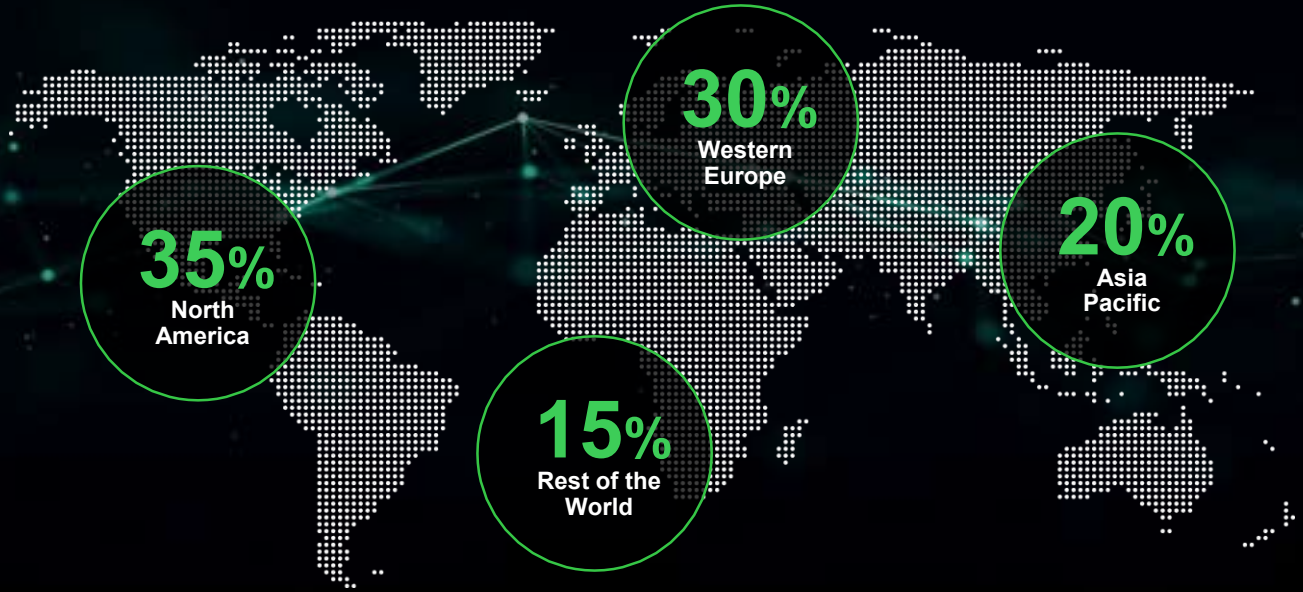 35%
North
America
30%
Western
Europe
20%
Asia
Pacific
15%
Rest of the
World